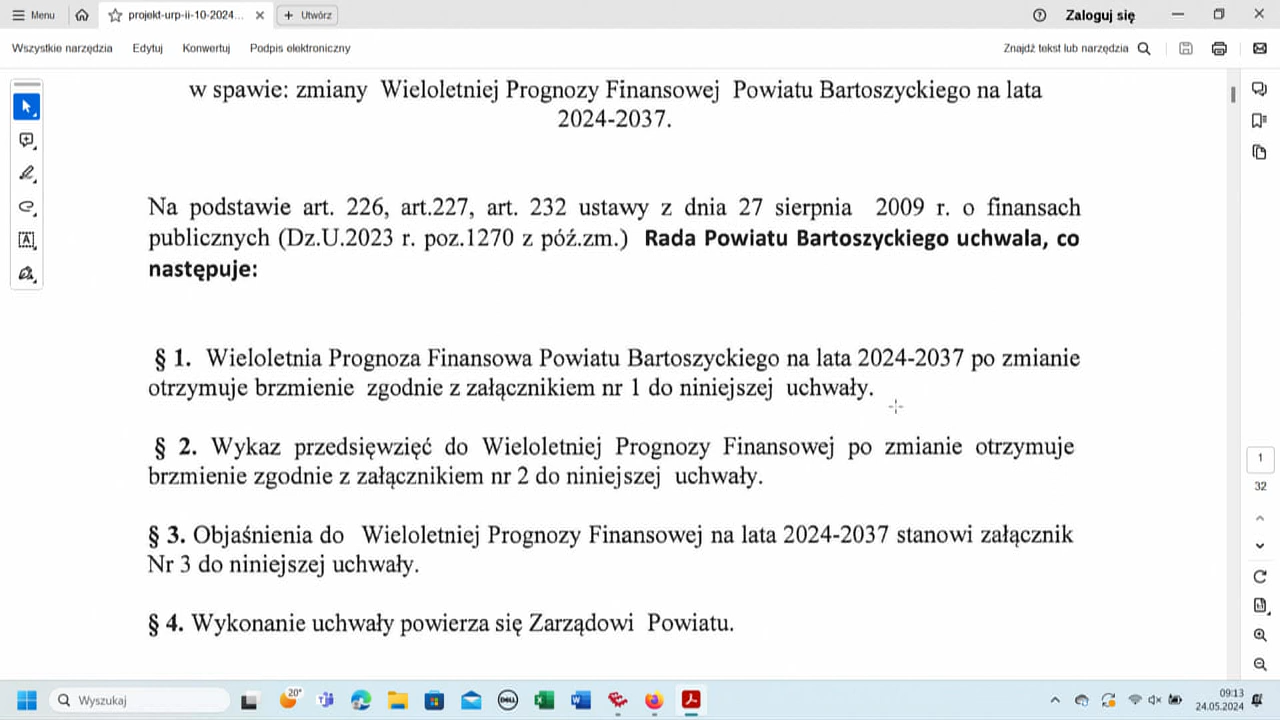 Menu
projekt-urp-ii-10-2024...
Utwórz
Zaloguj się
Wszystkie narzędzia
Edytuj
Konwertuj
Podpis elektroniczny
Znajdź tekst lub narzędzia
w spawie: zmiany Wieloletniej Prognozy Finansowej Powiatu Bartoszyckiego na lata
2024-2037.
Na podstawie art. 226, art.227, art. 232 ustawy z dnia 27 sierpnia 2009 r. o finansach
publicznych (Dz.U.2023 r. poz.1270 z póź.zm.) Rada Powiatu Bartoszyckiego uchwala, co
następuje:
§ 1. Wieloletnia Prognoza Finansowa Powiatu Bartoszyckiego na lata 2024-2037 po zmianie
otrzymuje brzmienie zgodnie z załącznikiem nr 1 do niniejszej uchwały.
§ 2. Wykaz przedsięwzięć do Wieloletniej Prognozy Finansowej po zmianie otrzymuje
brzmienie zgodnie z załącznikiem nr 2 do niniejszej uchwały.
§ 3. Objaśnienia do Wieloletniej Prognozy Finansowej na lata 2024-2037 stanowi załącznik
Nr 3 do niniejszej uchwały.
§ 4. Wykonanie uchwały powierza się Zarządowi Powiatu.
1
32
Wyszukaj
20°
DELL
09:13
24.05.2024